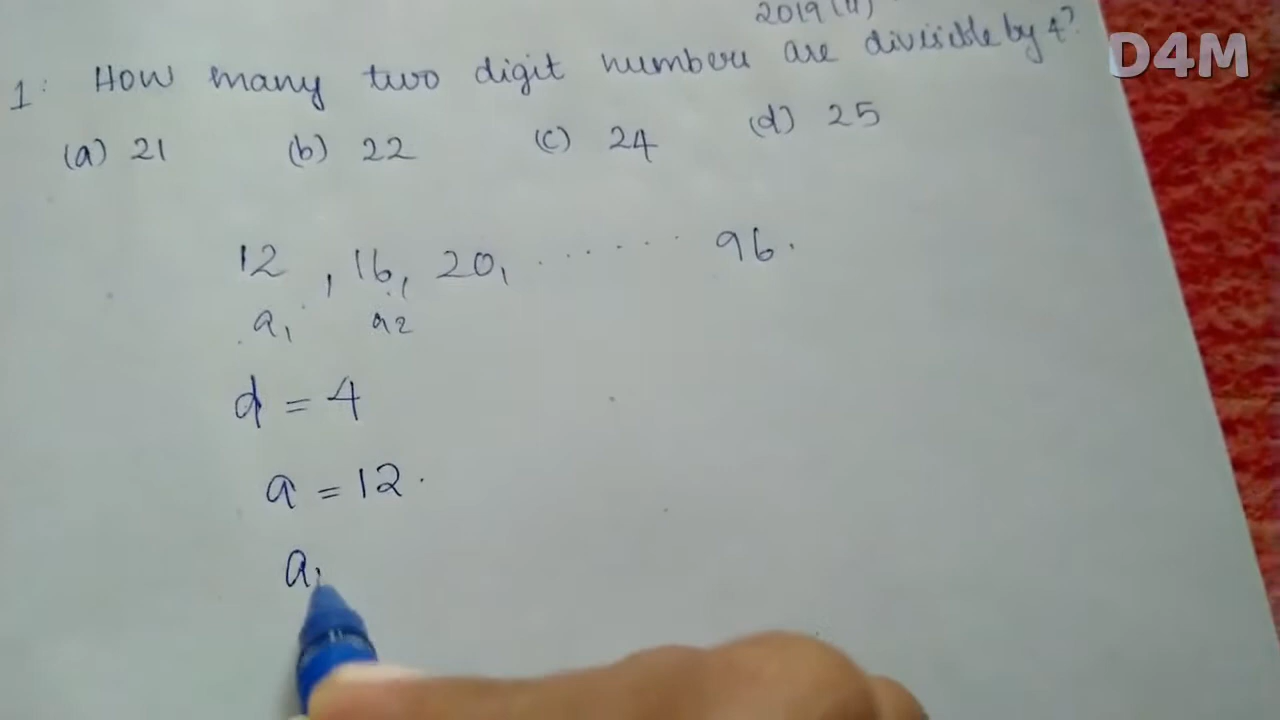 2019 (II)
D4M
1: How many two digit numbers are divisible by 4?
(a) 21 (b) 22 (c) 24 (d) 25
12 , 16, 20, ...... 96.
a1 a2
d = 4
a = 12.
a